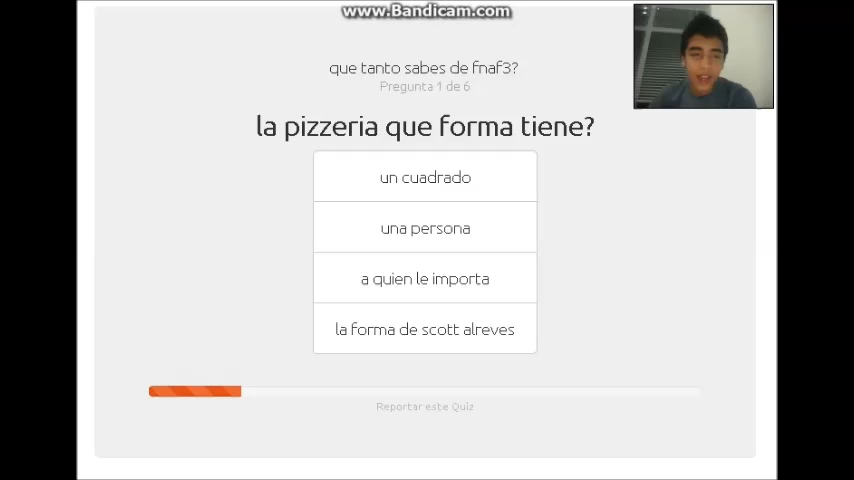 www.Bandicam.com
que tanto sabes de fnaf3?
Pregunta 1 de 6
la pizzeria que forma tiene?
un cuadrado
una persona
a quien le importa
la forma de scott alreves
Reportar este Quiz